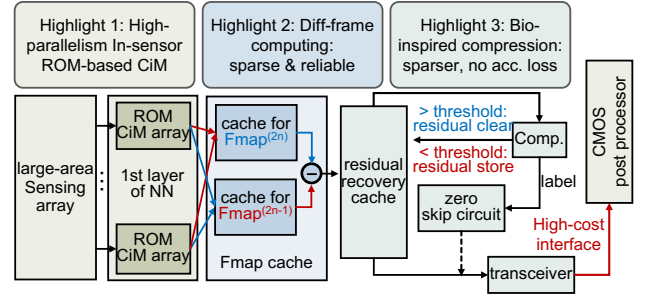 Highlight 1: High-
parallelism In-sensor
ROM-based CiM
Highlight 2: Diff-frame
computing:
sparse & reliable
Highlight 3: Bio-
inspired compression:
sparser, no acc. loss
large-area
Sensing
array
ROM
CiM array
1st layer
of NN
ROM
CiM array
cache for
Fmap(2n)
cache for
Fmap(2n-1)
Fmap cache
residual
recovery
cache
> threshold:
residual clear
< threshold:
residual store
Comp.
label
zero
skip circuit
transceiver
High-cost
interface
CMOS
post processor